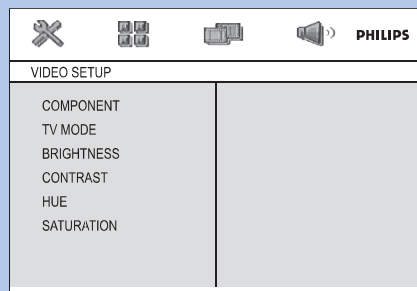 PHILIPS
VIDEO SETUP
COMPONENT
TV MODE
BRIGHTNESS
CONTRAST
HUE
SATURATION